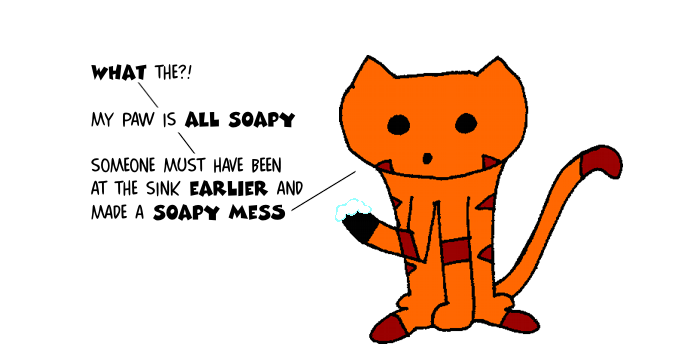 WHAT THE?!
MY PAW IS ALL SOAPY
SOMEONE MUST HAVE BEEN
AT THE SINK EARLIER AND
MADE A SOAPY MESS